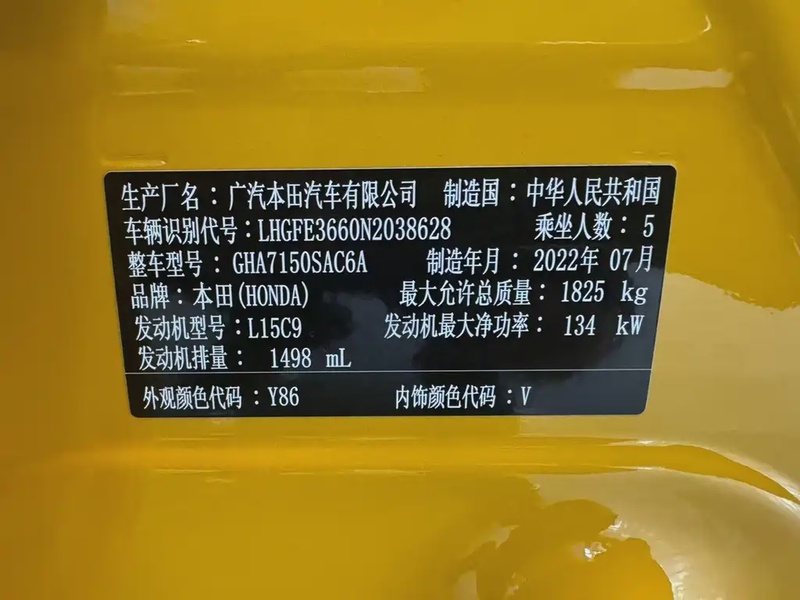 生产厂名：广汽本田汽车有限公司 制造国：中华人民共和国
车辆识别代号：LHGFE3660N2038628 乘坐人数：5
整车型号：GHA7150SAC6A 制造年月：2022年 07月
品牌：本田(HONDA) 最大允许总质量：1825 kg
发动机型号：L15C9 发动机最大净功率：134 kW
发动机排量：1498 mL
外观颜色代码：Y86 内饰颜色代码：V